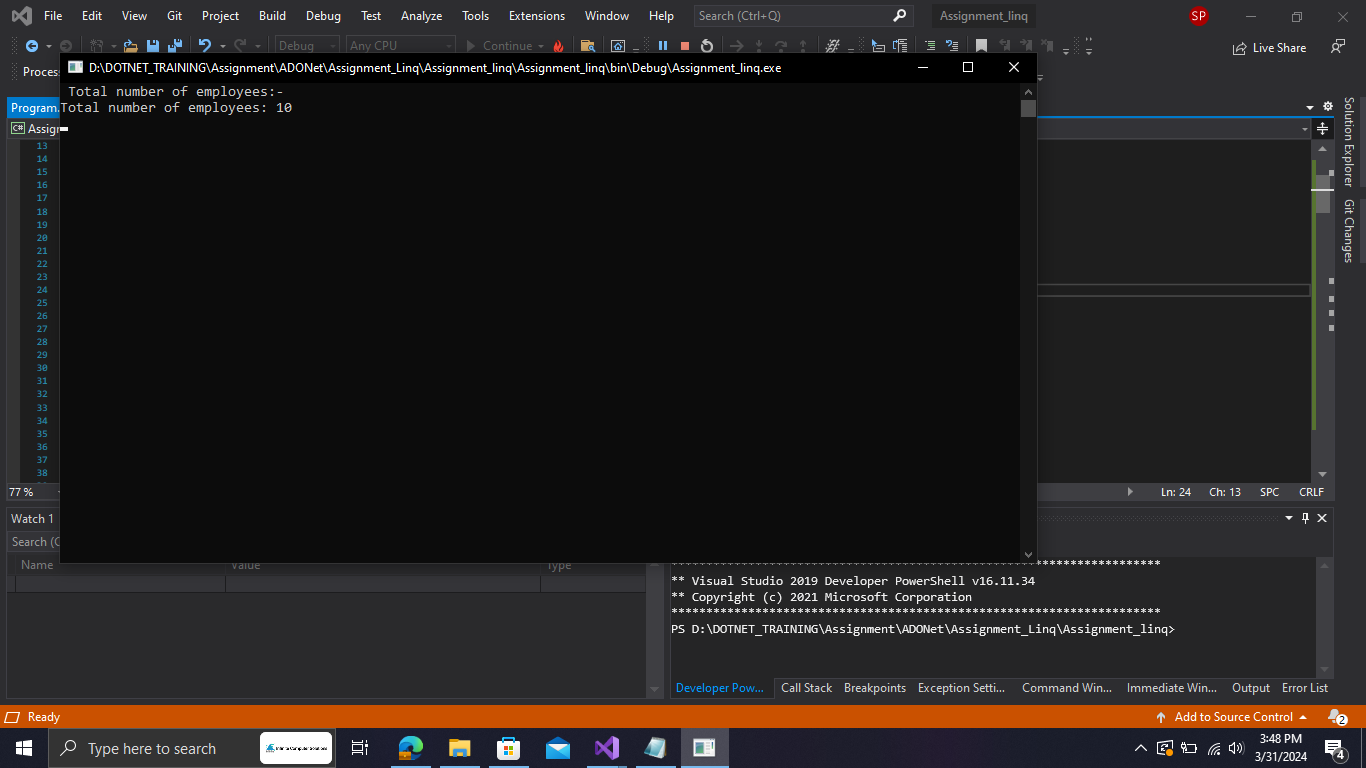 File Edit View Git Project Build Debug Test Analyze Tools Extensions Window Help Search (Ctrl+Q) Assignment_linq SP
Debug Any CPU Continue Live Share
D:\DOTNET_TRAINING\Assignment\ADONet\Assignment_Linq\Assignment_linq\Assignment_linq\bin\Debug\Assignment_linq.exe
Total number of employees:-
Total number of employees: 10
Program.
C#
13
14
15
16
17
18
19
20
21
22
23
24
25
26
27
28
29
30
31
32
33
34
35
36
37
38
Solution Explorer
Git Changes
77 % Ln: 24 Ch: 13 SPC CRLF
Watch 1
Name Value Type
**********************************************************************
** Visual Studio 2019 Developer PowerShell v16.11.34
** Copyright (c) 2021 Microsoft Corporation
**********************************************************************
PS D:\DOTNET_TRAINING\Assignment\ADONet\Assignment_Linq\Assignment_linq>
Developer Pow... Call Stack Breakpoints Exception Setti... Command Win... Immediate Win... Output Error List
Ready Add to Source Control 2
Type here to search Infinite Computer Solutions 3:48 PM
3/31/2024 4